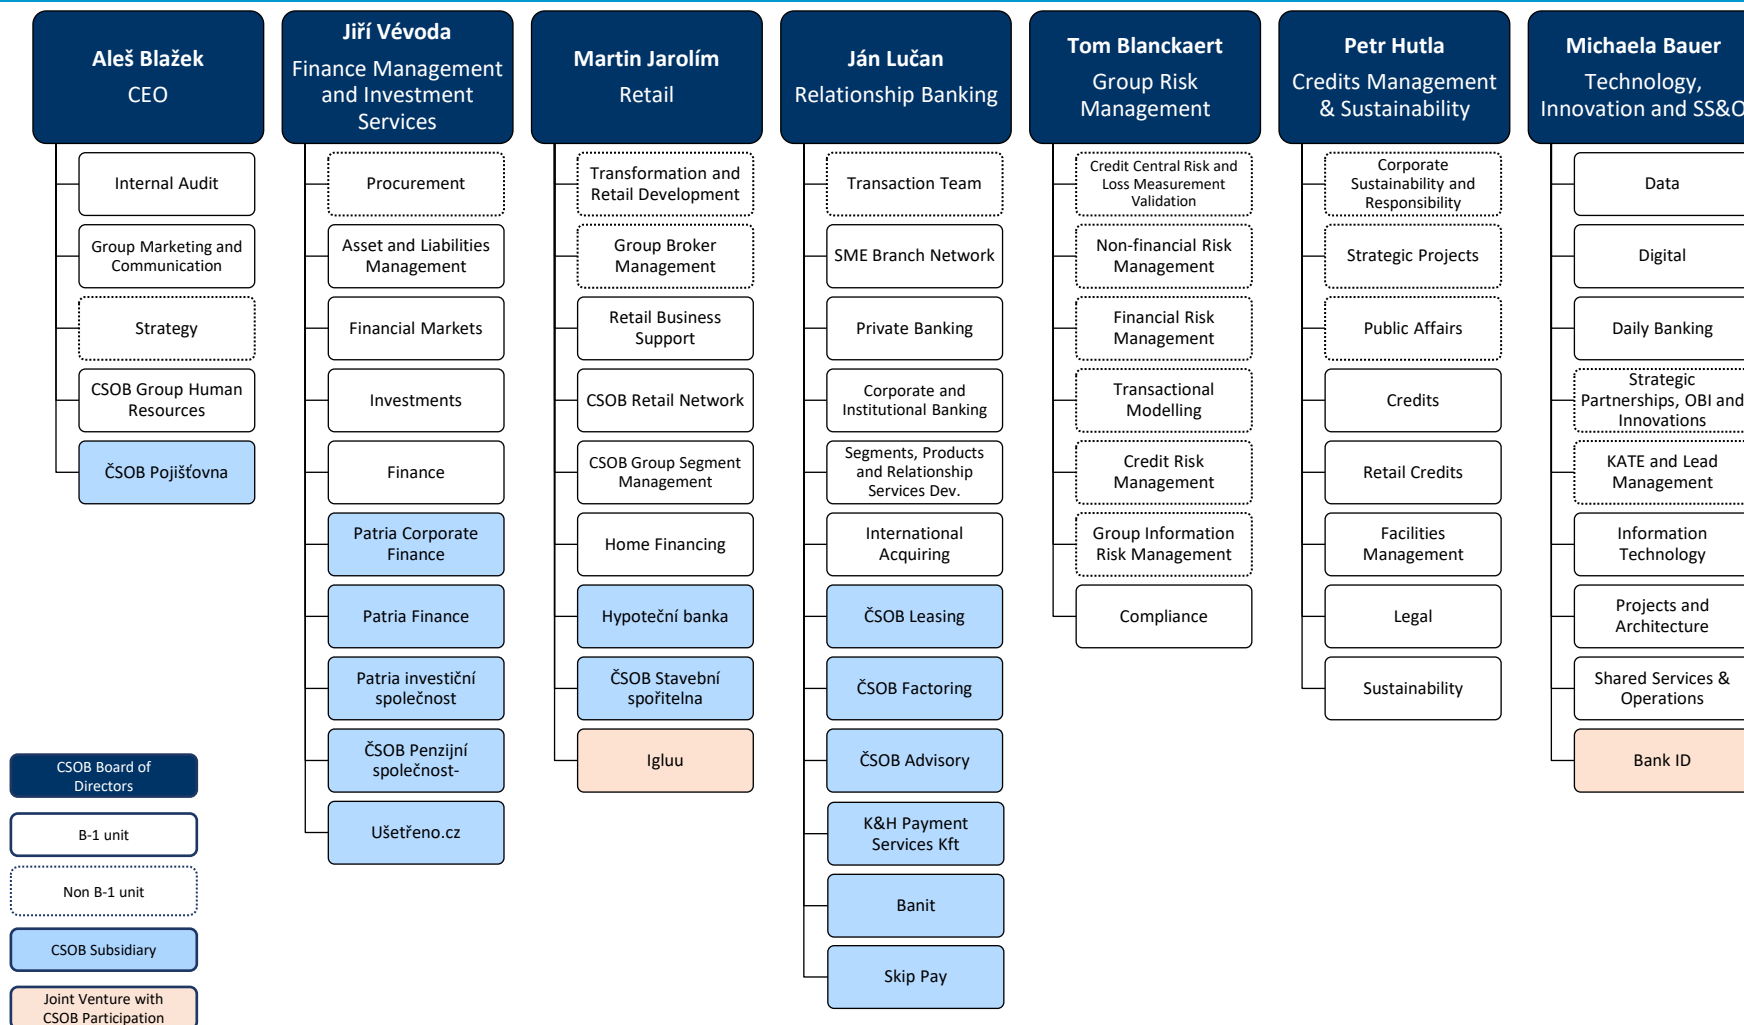 Aleš Blažek
CEO
Internal Audit
Group Marketing and
Communication
Strategy
CSOB Group Human
Resources
ČSOB Pojišťovna
Jiří Vévoda
Finance Management
and Investment
Services
Procurement
Asset and Liabilities
Management
Financial Markets
Investments
Finance
Patria Corporate
Finance
Patria Finance
Patria investiční
společnost
ČSOB Penzijní
společnost-
Ušetřeno.cz
Martin Jarolím
Retail
Transformation and
Retail Development
Group Broker
Management
Retail Business
Support
CSOB Retail Network
CSOB Group Segment
Management
Home Financing
Hypoteční banka
ČSOB Stavební
spořitelna
Igluu
Ján Lučan
Relationship Banking
Transaction Team
SME Branch Network
Private Banking
Corporate and
Institutional Banking
Segments, Products
and Relationship
Services Dev.
International
Acquiring
ČSOB Leasing
ČSOB Factoring
ČSOB Advisory
K&H Payment
Services Kft
Banit
Skip Pay
Tom Blanckaert
Group Risk
Management
Credit Central Risk and
Loss Measurement
Validation
Non-financial Risk
Management
Financial Risk
Management
Transactional
Modelling
Credit Risk
Management
Group Information
Risk Management
Compliance
Petr Hutla
Credits Management
& Sustainability
Corporate
Sustainability and
Responsibility
Strategic Projects
Public Affairs
Credits
Retail Credits
Facilities
Management
Legal
Sustainability
Michaela Bauer
Technology,
Innovation and SS&O
Data
Digital
Daily Banking
Strategic
Partnerships, OBI and
Innovations
KATE and Lead
Management
Information
Technology
Projects and
Architecture
Shared Services &
Operations
Bank ID
CSOB Board of
Directors
B-1 unit
Non B-1 unit
CSOB Subsidiary
Joint Venture with
CSOB Participation